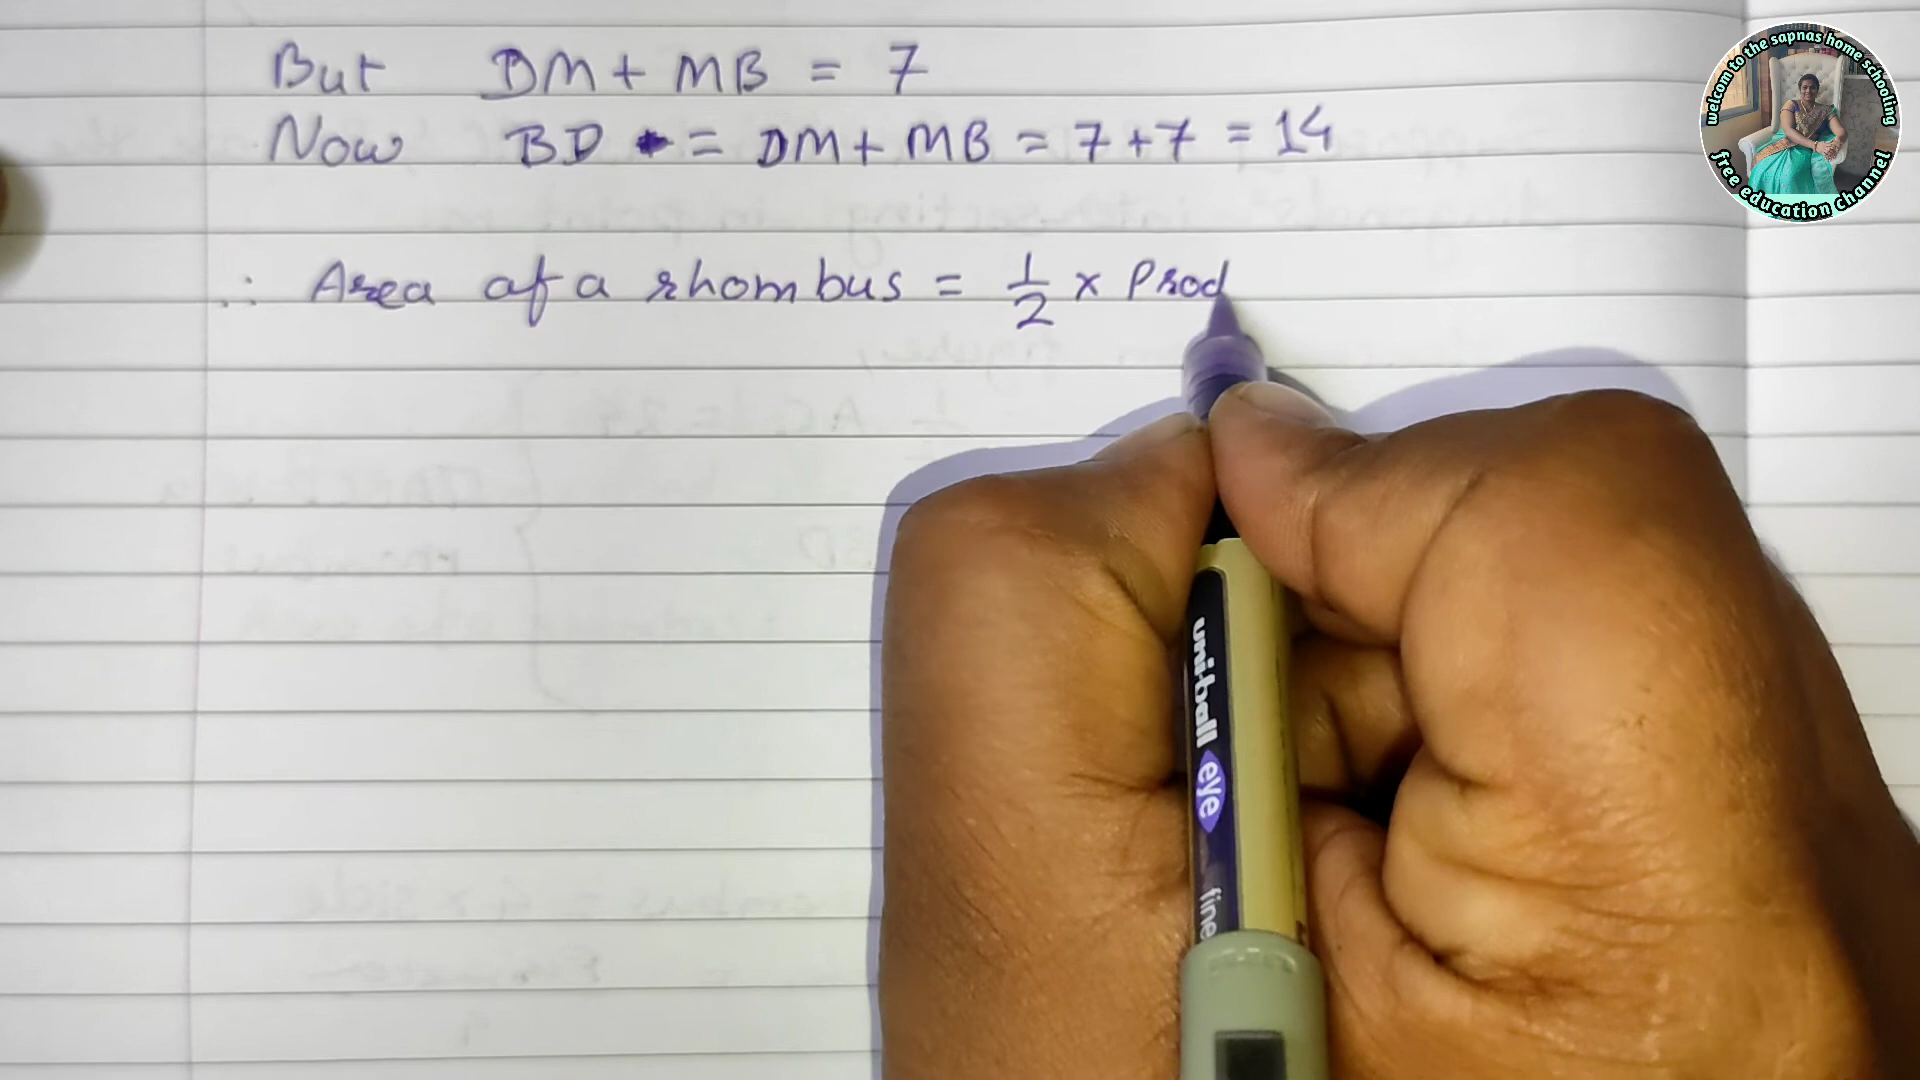 But DM + MB = 7
Now BD = DM + MB = 7 + 7 = 14
∴ Area of a rhombus = 1/2 × Prod
welcom to the sapnas home schooling
free education channel
uni-ball eye fine